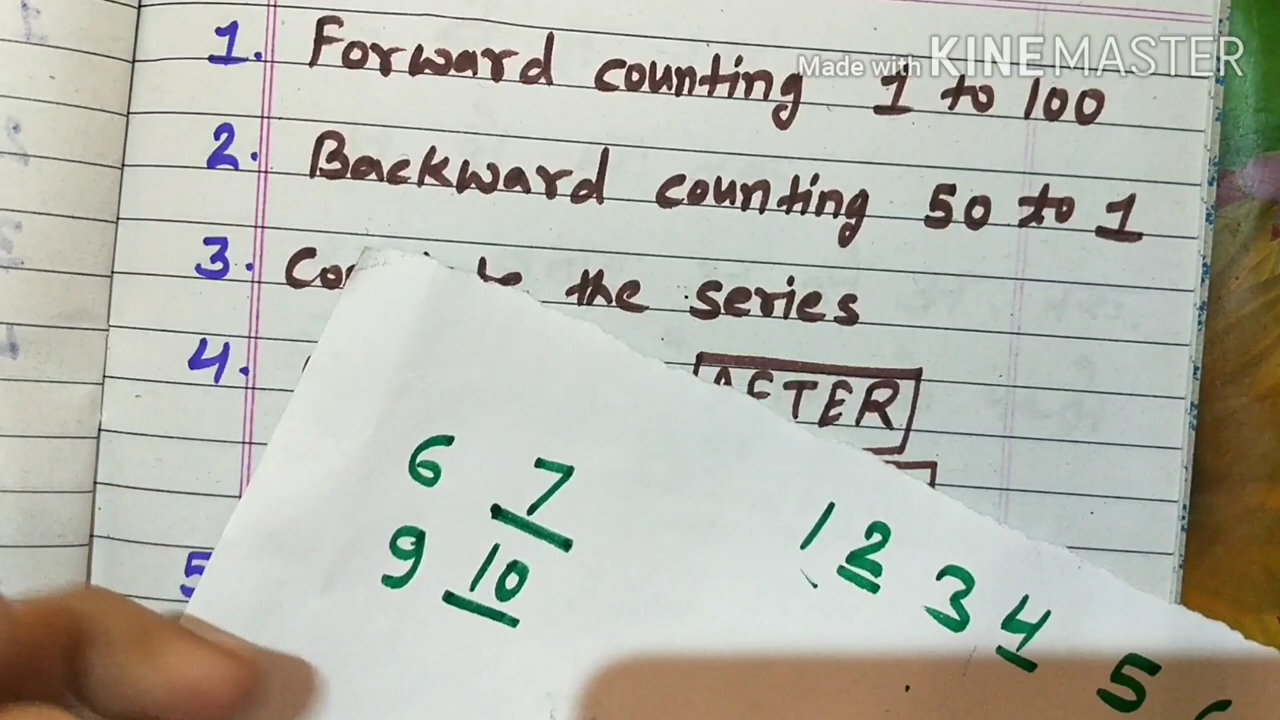 Made with KINEMASTER
1. Forward counting 1 to 100
2. Backward counting 50 to 1
3. the series
4. AFTER
5
6 7
9 10
1 2 3 4 5